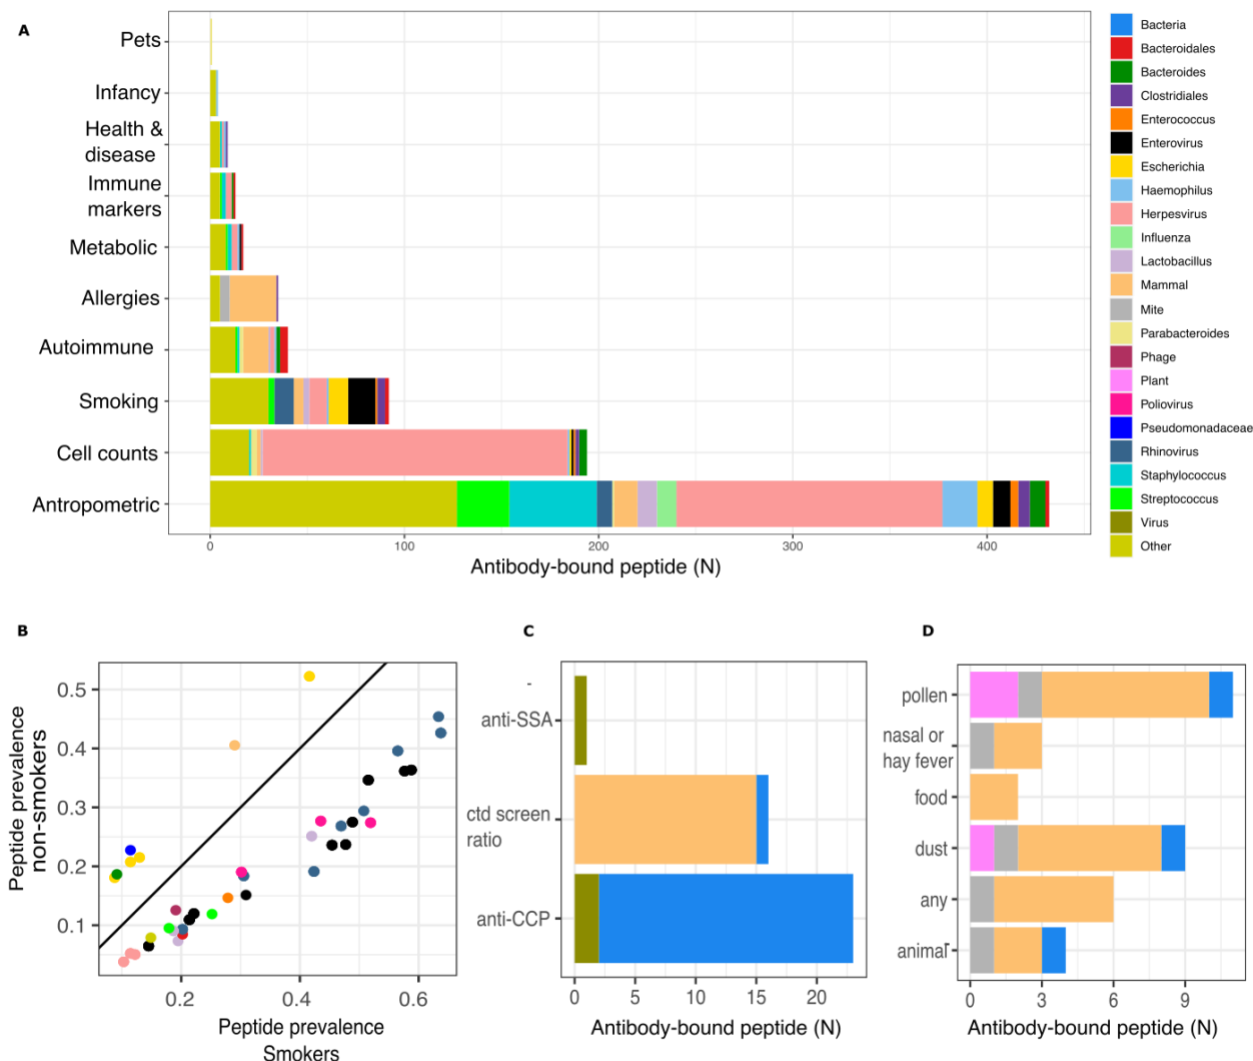 A
Pets
Infancy
Health &
disease
Immune
markers
Metabolic
Allergies
Autoimmune
Smoking
Cell counts
Antropometric
0 100 200 300 400
Antibody-bound peptide (N)
Bacteria
Bacteroidales
Bacteroides
Clostridiales
Enterococcus
Enterovirus
Escherichia
Haemophilus
Herpesvirus
Influenza
Lactobacillus
Mammal
Mite
Parabacteroides
Phage
Plant
Poliovirus
Pseudomonadaceae
Rhinovirus
Staphylococcus
Streptococcus
Virus
Other
B
Peptide prevalence
non-smokers
0.5
0.4
0.3
0.2
0.1
0.2 0.4 0.6
Peptide prevalence
Smokers
C
-
anti-SSA
ctd screen
ratio
anti-CCP
0 5 10 15 20
Antibody-bound peptide (N)
D
pollen
nasal or
hay fever
food
dust
any
animal
0 3 6 9
Antibody-bound peptide (N)